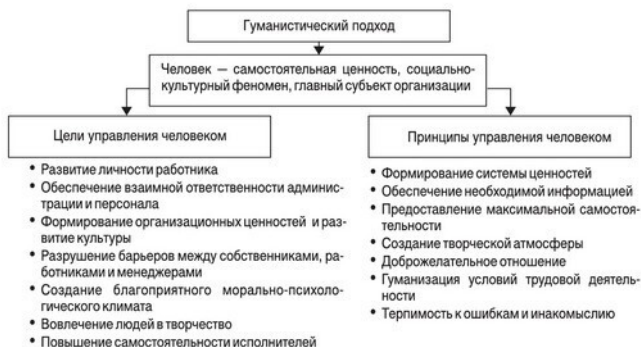 Гуманистический подход
Человек — самостоятельная ценность, социально-
культурный феномен, главный субъект организации
Цели управления человеком
• Развитие личности работника
• Обеспечение взаимной ответственности админис-
трации и персонала
• Формирование организационных ценностей и раз-
витие культуры
• Разрушение барьеров между собственниками, ра-
ботниками и менеджерами
• Создание благоприятного морально-психоло-
гического климата
• Вовлечение людей в творчество
• Повышение самостоятельности исполнителей
Принципы управления человеком
• Формирование системы ценностей
• Обеспечение необходимой информацией
• Предоставление максимальной самостоя-
тельности
• Создание творческой атмосферы
• Доброжелательное отношение
• Гуманизация условий трудовой деятель-
ности
• Терпимость к ошибкам и инакомыслию